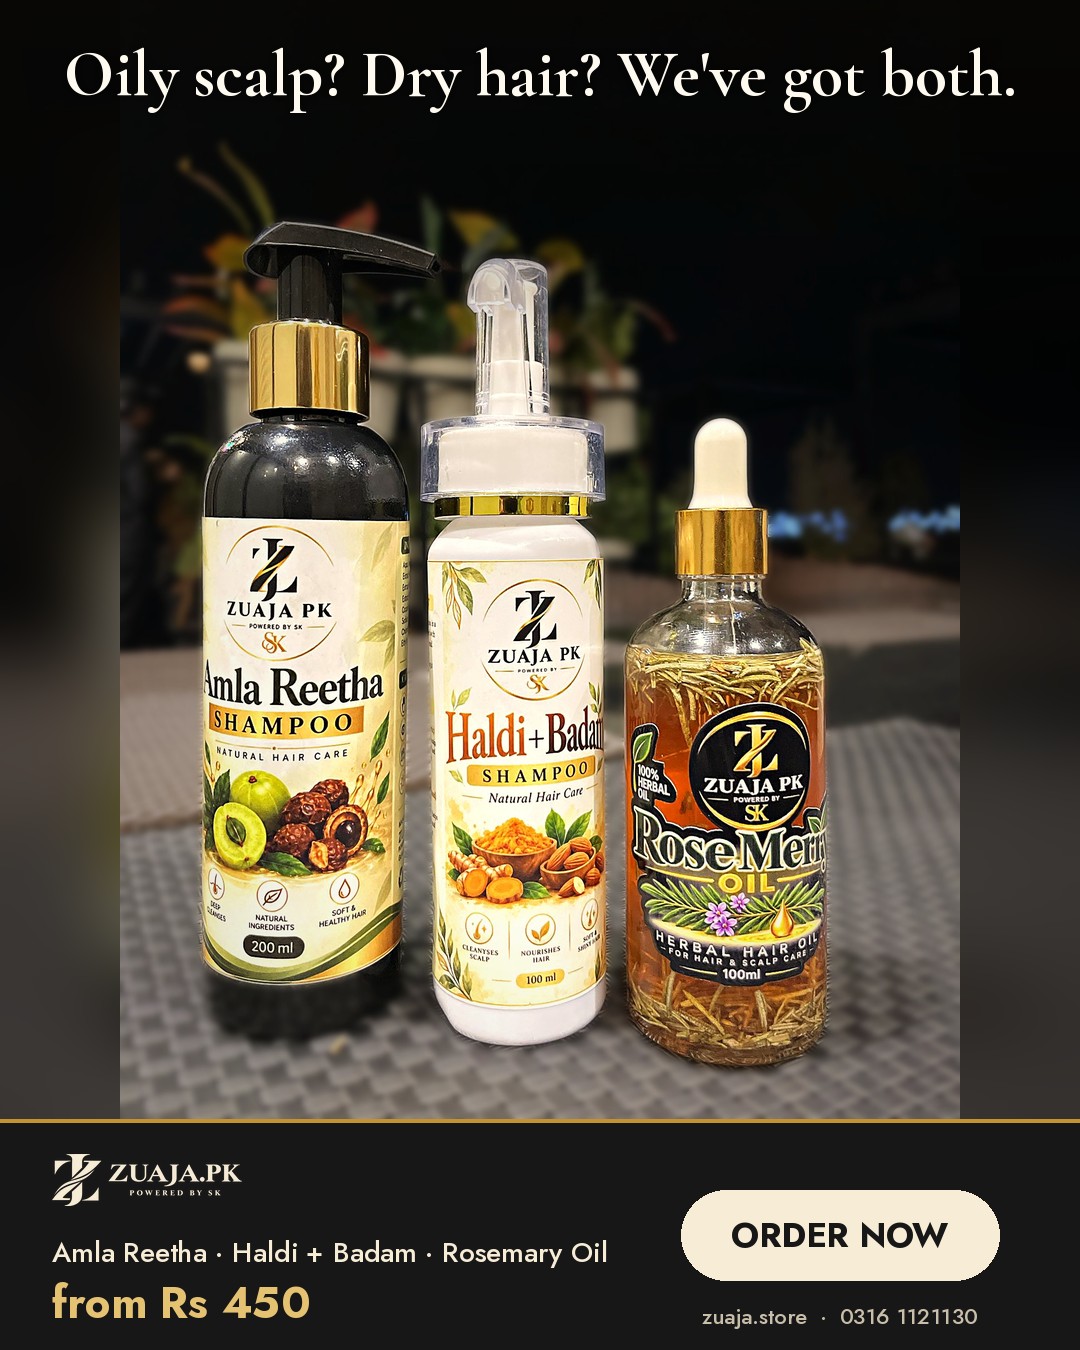 Oily scalp? Dry hair? We've got both.
ZUAJA PK
POWERED BY SK
SK
Amla Reetha
SHAMPOO
NATURAL HAIR CARE
DEEP
CLEANSES
NATURAL
INGREDIENTS
SOFT &
HEALTHY HAIR
200 ml
ZUAJA PK
POWERED BY
SK
Haldi+Badam
SHAMPOO
Natural Hair Care
CLEANSES
SCALP
NOURISHES
HAIR
SOFT &
SHINY HAIR
100 ml
100%
HERBAL
OIL
ZUAJA PK
POWERED BY
SK
RoseMerry
OIL
HERBAL HAIR OIL
FOR HAIR & SCALP CARE
100ml
ZUAJA.PK
POWERED BY SK
Amla Reetha · Haldi + Badam · Rosemary Oil
from Rs 450
ORDER NOW
zuaja.store · 0316 1121130